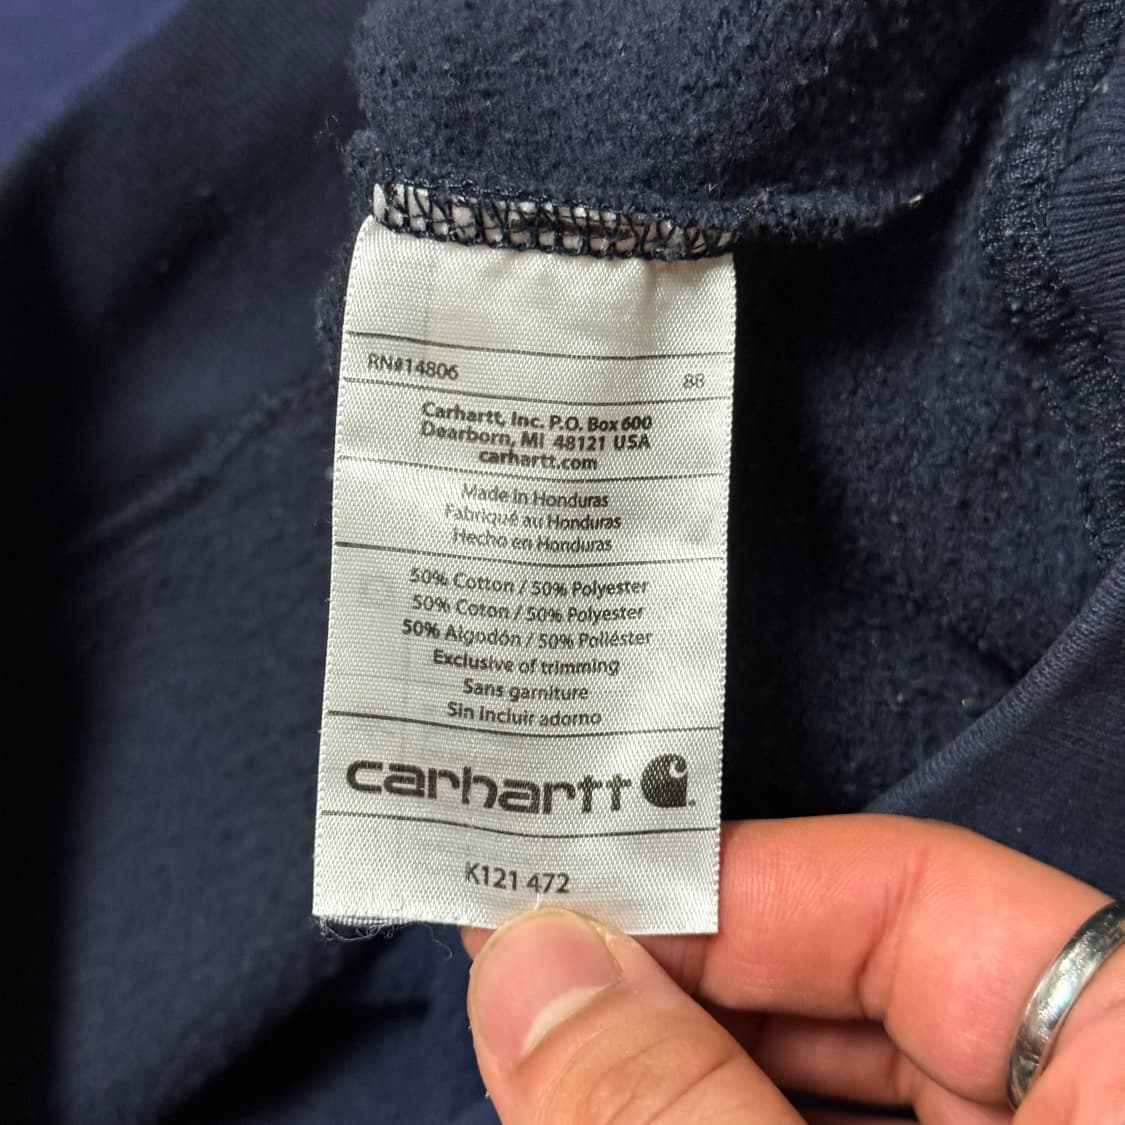 RN#14806 88
Carhartt, Inc. P.O. Box 600
Dearborn, MI 48121 USA
carhartt.com
Made in Honduras
Fabriqué au Honduras
Hecho en Honduras
50% Cotton / 50% Polyester
50% Coton / 50% Polyester
50% Algodón / 50% Poliéster
Exclusive of trimming
Sans garniture
Sin incluir adorno
carhartt
K121 472